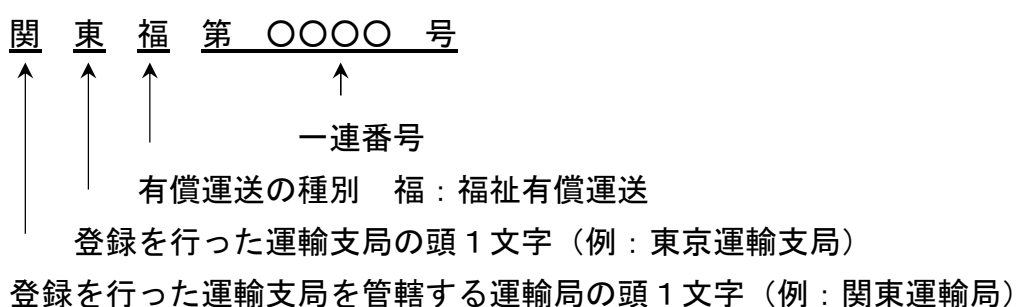 関 東 福 第 〇〇〇〇 号
一連番号
有償運送の種別 福：福祉有償運送
登録を行った運輸支局の頭１文字（例：東京運輸支局）
登録を行った運輸支局を管轄する運輸局の頭１文字（例：関東運輸局）